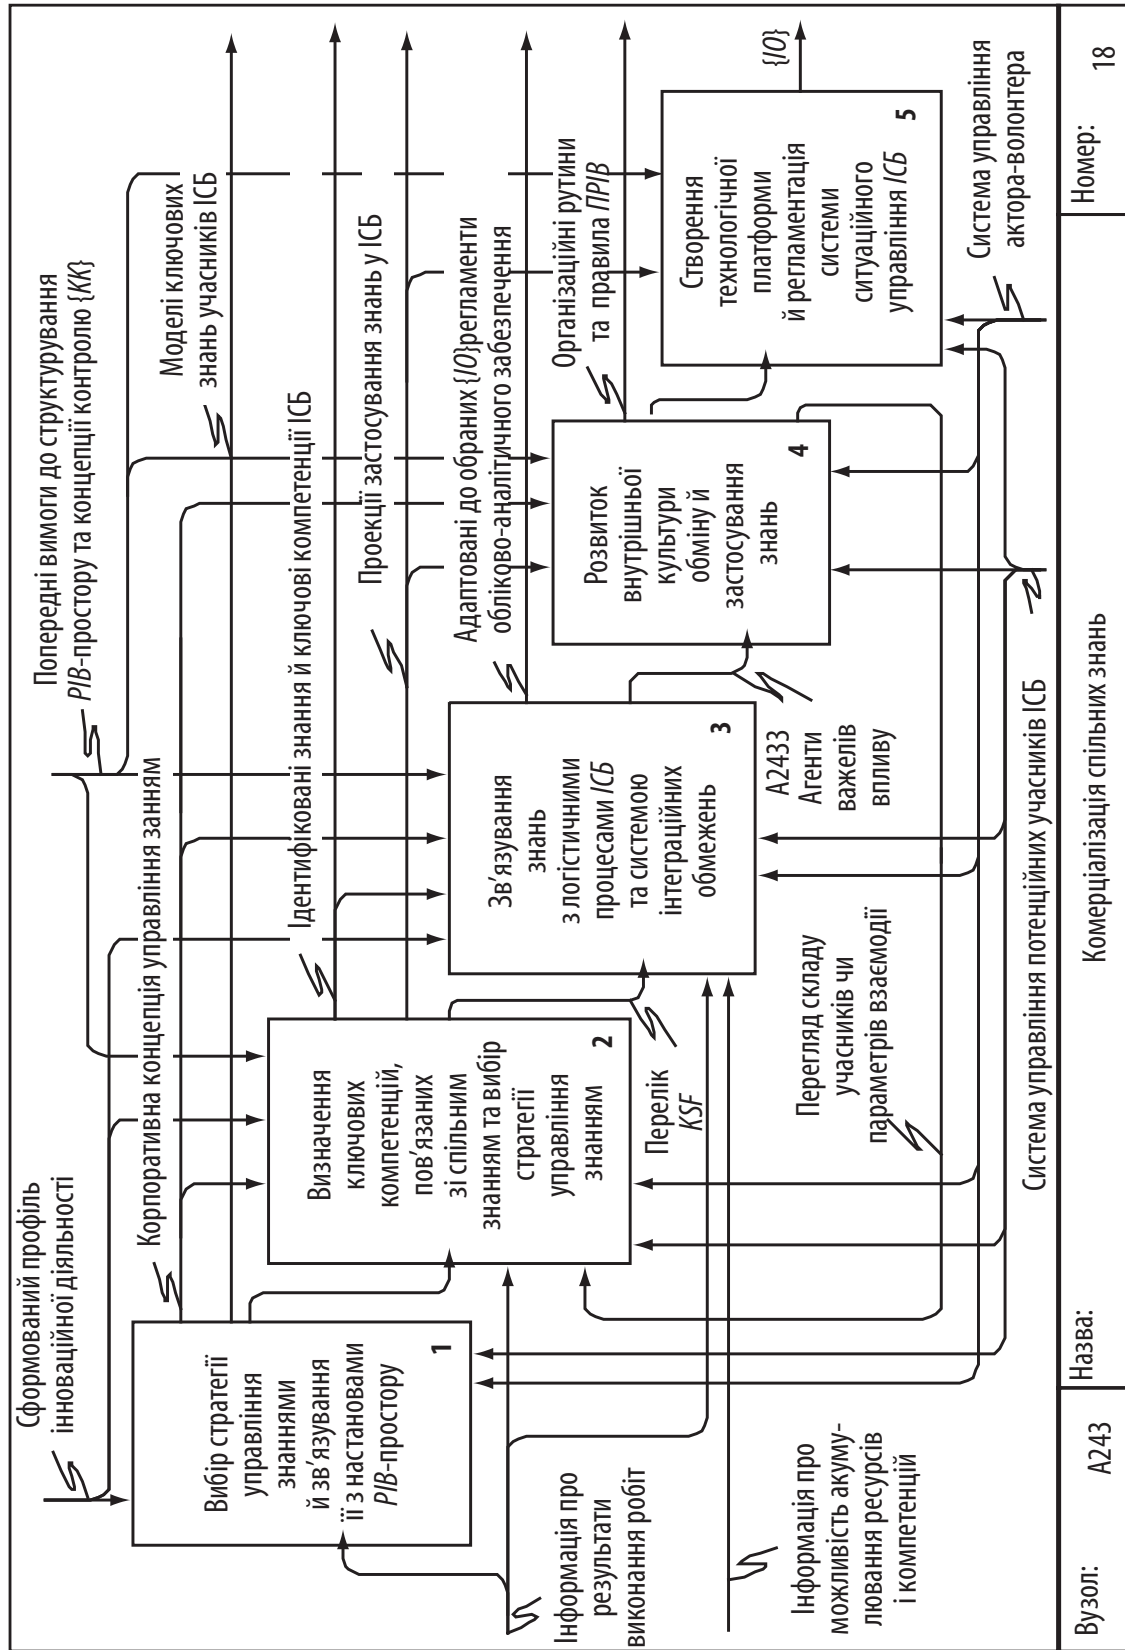 Сформований профіль
інноваційної діяльності
Попередні вимоги до структурування
РІВ-простору та концепції контролю {КК}
Корпоративна концепція управління занням
Моделі ключових
знань учасників ІСБ
Ідентифіковані знання й ключові компетенції ІСБ
Проекції застосування знань у ІСБ
Адаптовані до обраних {ІО}регламенти
обліково-аналітичного забезпечення
Організаційні рутини
та правила ПРІВ
{ІО}
Вибір стратегії
управління
знаннями
й зв'язування
її з настановами
РІВ-простору
1
Визначення
ключових
компетенцій,
пов'язаних
зі спільним
знанням та вибір
стратегії
управління
знанням
2
Зв'язування
знань
з логістичними
процесами ІСБ
та системою
інтеграційних
обмежень
3
Розвиток
внутрішньої
культури
обміну й
застосування
знань
4
Створення
технологічної
платформи
й регламентація
системи
ситуаційного
управління ІСБ
5
Перелік
KSF
А2433
Агенти
важелів
впливу
Інформація про
результати
виконання робіт
Інформація про
можливість акуму-
лювання ресурсів
і компетенцій
Перегляд складу
учасників чи
параметрів взаємодії
Система управління потенційних учасників ІСБ
Система управління
актора-волонтера
Вузол:
А243
Назва:
Комерціалізація спільних знань
Номер:
18